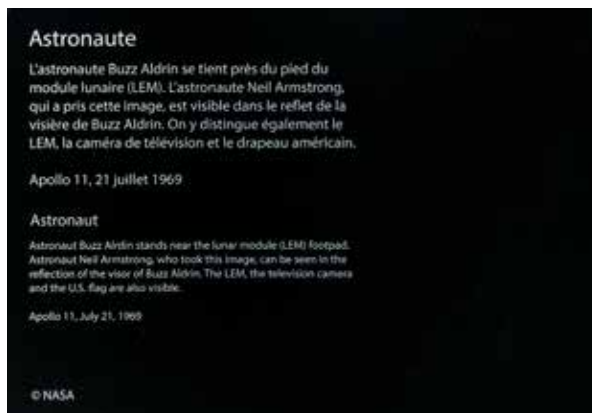 Astronaute
L'astronaute Buzz Aldrin se tient près du pied du
module lunaire (LEM). L'astronaute Neil Armstrong,
qui a pris cette image, est visible dans le reflet de la
visière de Buzz Aldrin. On y distingue également le
LEM, la caméra de télévision et le drapeau américain.
Apollo 11, 21 juillet 1969
Astronaut
Astronaut Buzz Alrdin stands near the lunar module (LEM) footpad.
Astronaut Neil Armstrong, who took this image, can be seen in the
reflection of the visor of Buzz Aldrin. The LEM, the television camera
and the U.S. flag are also visible.
Apollo 11, July 21, 1969
© NASA